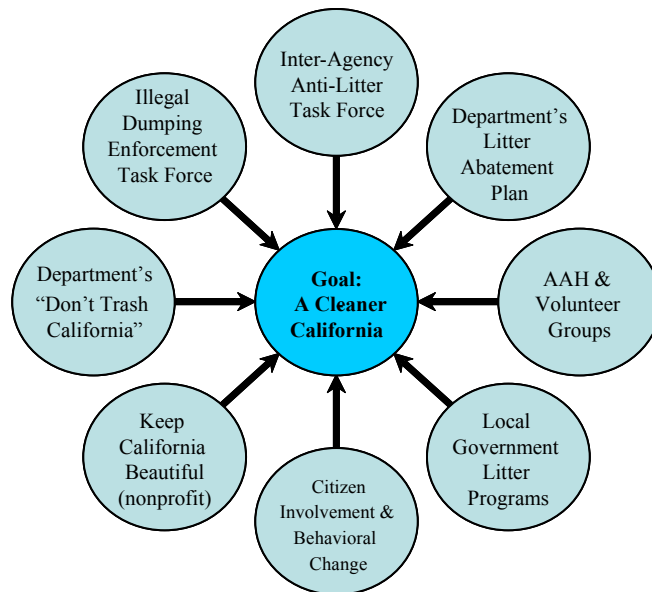 Inter-Agency
Anti-Litter
Task Force
Department’s
Litter
Abatement
Plan
AAH &
Volunteer
Groups
Local
Government
Litter
Programs
Citizen
Involvement &
Behavioral
Change
Keep
California
Beautiful
(nonprofit)
Department’s
“Don’t Trash
California”
Illegal
Dumping
Enforcement
Task Force
Goal:
A Cleaner
California